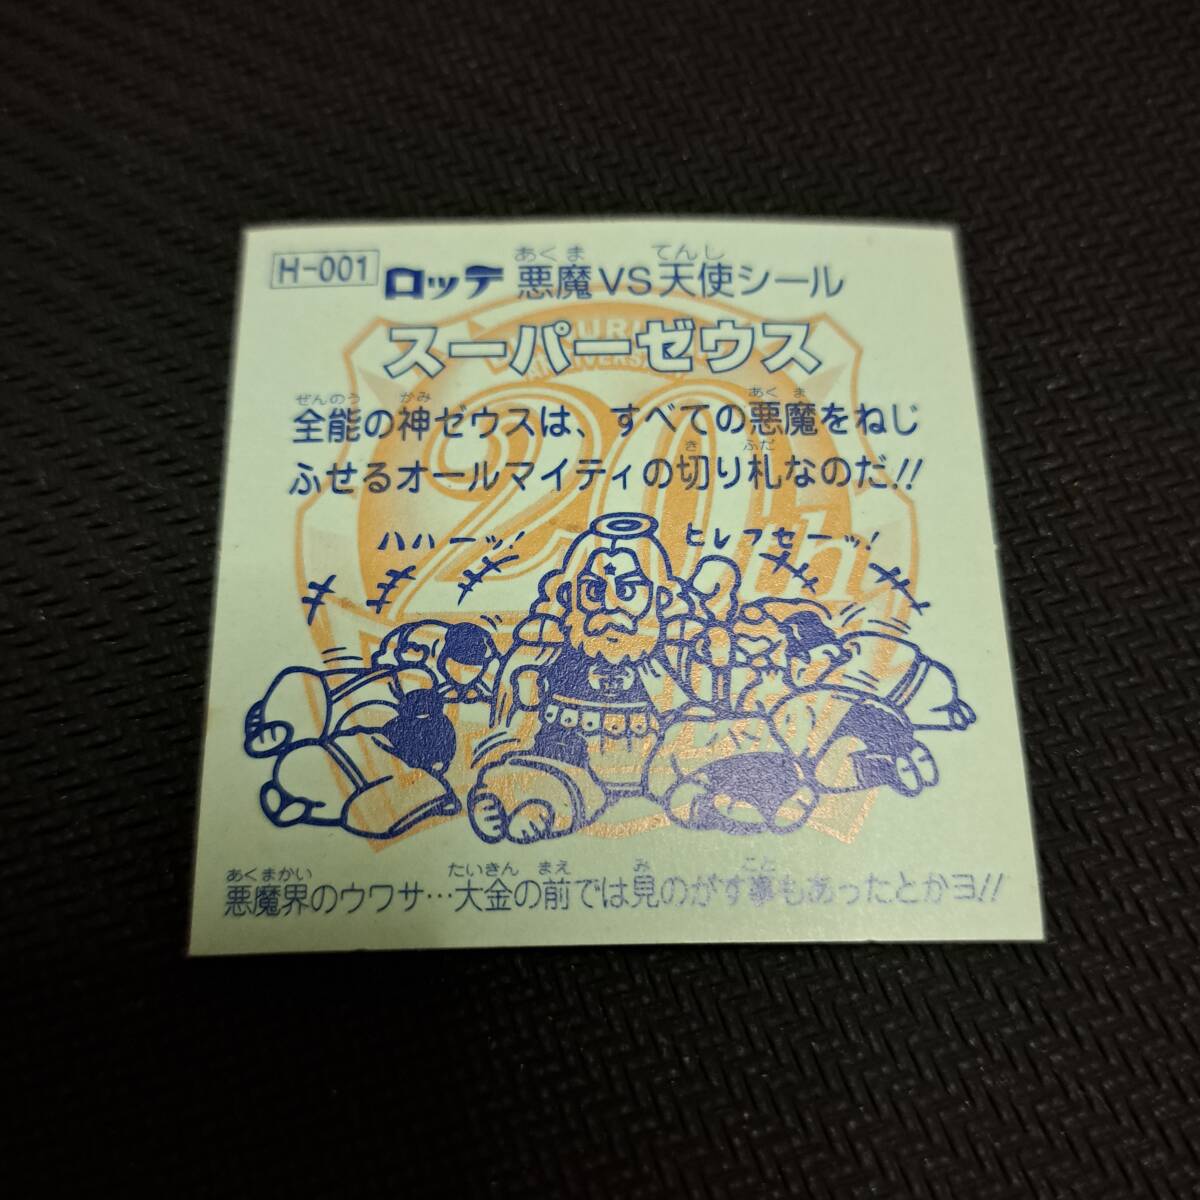 H-001 ロッテ 悪魔VS天使シール
あくま てんし
スーパーゼウス
ぜんのう かみ あくま
全能の神ゼウスは、すべての悪魔をねじ
き ふだ
ふせるオールマイティの切り札なのだ!!
20th
ハハーッ! ヒレフセーッ!
あくまかい たいきん まえ み こと
悪魔界のウワサ…大金の前では見のがす事もあったとかヨ!!